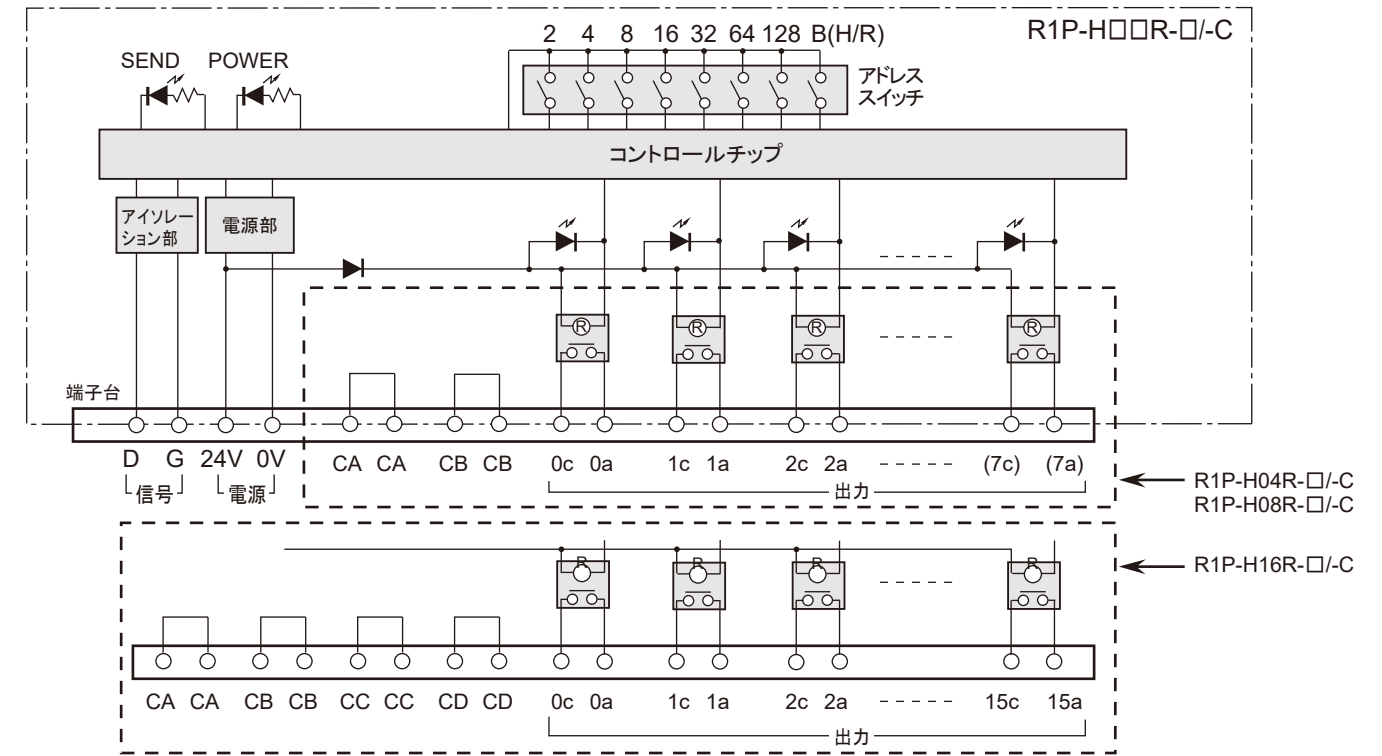 R1P-H□□R-□/-C
2 4 8 16 32 64 128 B(H/R)
SEND POWER
アドレス
スイッチ
コントロールチップ
アイソレー
ション部
電源部
R R R R
端子台
D G 24V 0V CA CA CB CB 0c 0a 1c 1a 2c 2a (7c) (7a)
信号 電源 出力
R1P-H04R-□/-C
R1P-H08R-□/-C
R1P-H16R-□/-C
R R R R
CA CA CB CB CC CC CD CD 0c 0a 1c 1a 2c 2a 15c 15a
出力